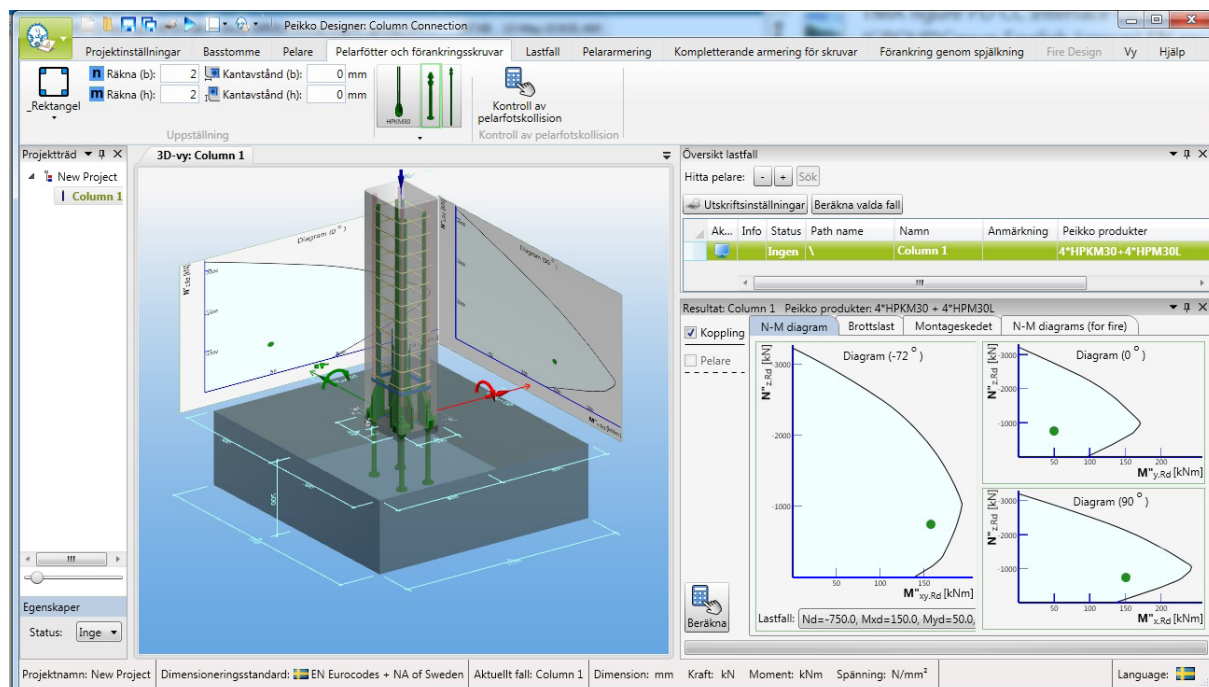 Peikko Designer: Column Connection
Projektinställningar Basstomme Pelare Pelarfötter och förankringsskruvar Lastfall Pelararmering Kompletterande armering för skruvar Förankring genom spjälkning Fire Design Vy Hjälp
n Räkna (b): 2 Kantavstånd (b): 0 mm
m Räkna (h): 2 Kantavstånd (h): 0 mm
_Rektangel
HPKM30
Kontroll av pelarfotskollision
Uppställning
Kontroll av pelarfotskollision
Projektträd
New Project
Column 1
3D-vy: Column 1
Diagram (0°)
Diagram (90°)
Översikt lastfall
Hitta pelare: - + Sök
Utskriftsinställningar Beräkna valda fall
Ak... Info Status Path name Namn Anmärkning Peikko produkter
Ingen \ Column 1 4*HPKM30+4*HPM30L
Resultat: Column 1 Peikko produkter: 4*HPKM30 + 4*HPM30L
Koppling
Pelare
N-M diagram Brottslast Montageskedet N-M diagrams (for fire)
Diagram (-72°)
N"z.Rd [kN]
-3000
-2000
-1000
50 100 150
M"xy.Rd [kNm]
Diagram (0°)
N"z.Rd [kN]
-3000
-2000
-1000
50 100 150 200
M"y.Rd [kNm]
Diagram (90°)
N"z.Rd [kN]
-3000
-2000
-1000
50 100 150 200
M"x.Rd [kNm]
Beräkna
Lastfall: Nd=-750.0, Mxd=150.0, Myd=50.0,
Egenskaper
Status: Inge
Projektnamn: New Project Dimensioneringsstandard: EN Eurocodes + NA of Sweden Aktuellt fall: Column 1 Dimension: mm Kraft: kN Moment: kNm Spänning: N/mm² Language: